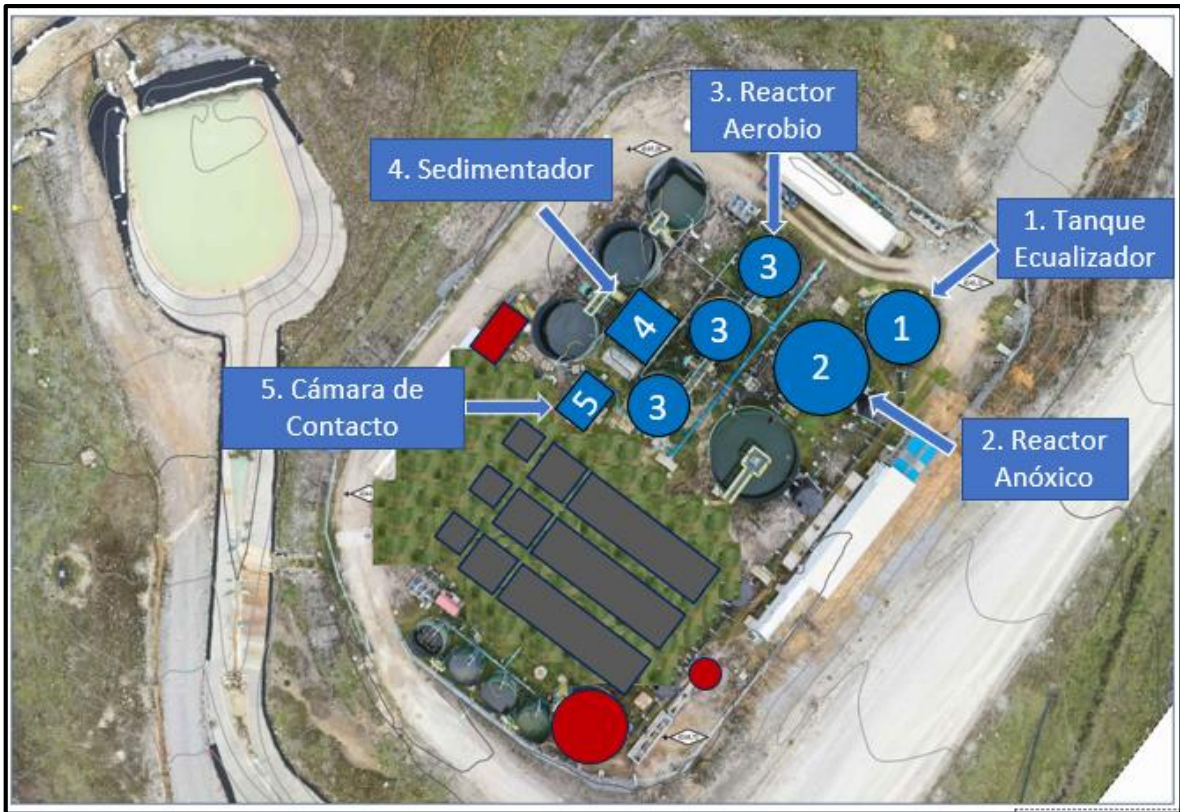 3. Reactor
Aerobio
4. Sedimentador
1. Tanque
Ecualizador
3
1
4
3
2
5. Cámara de
Contacto
5
3
2. Reactor
Anóxico